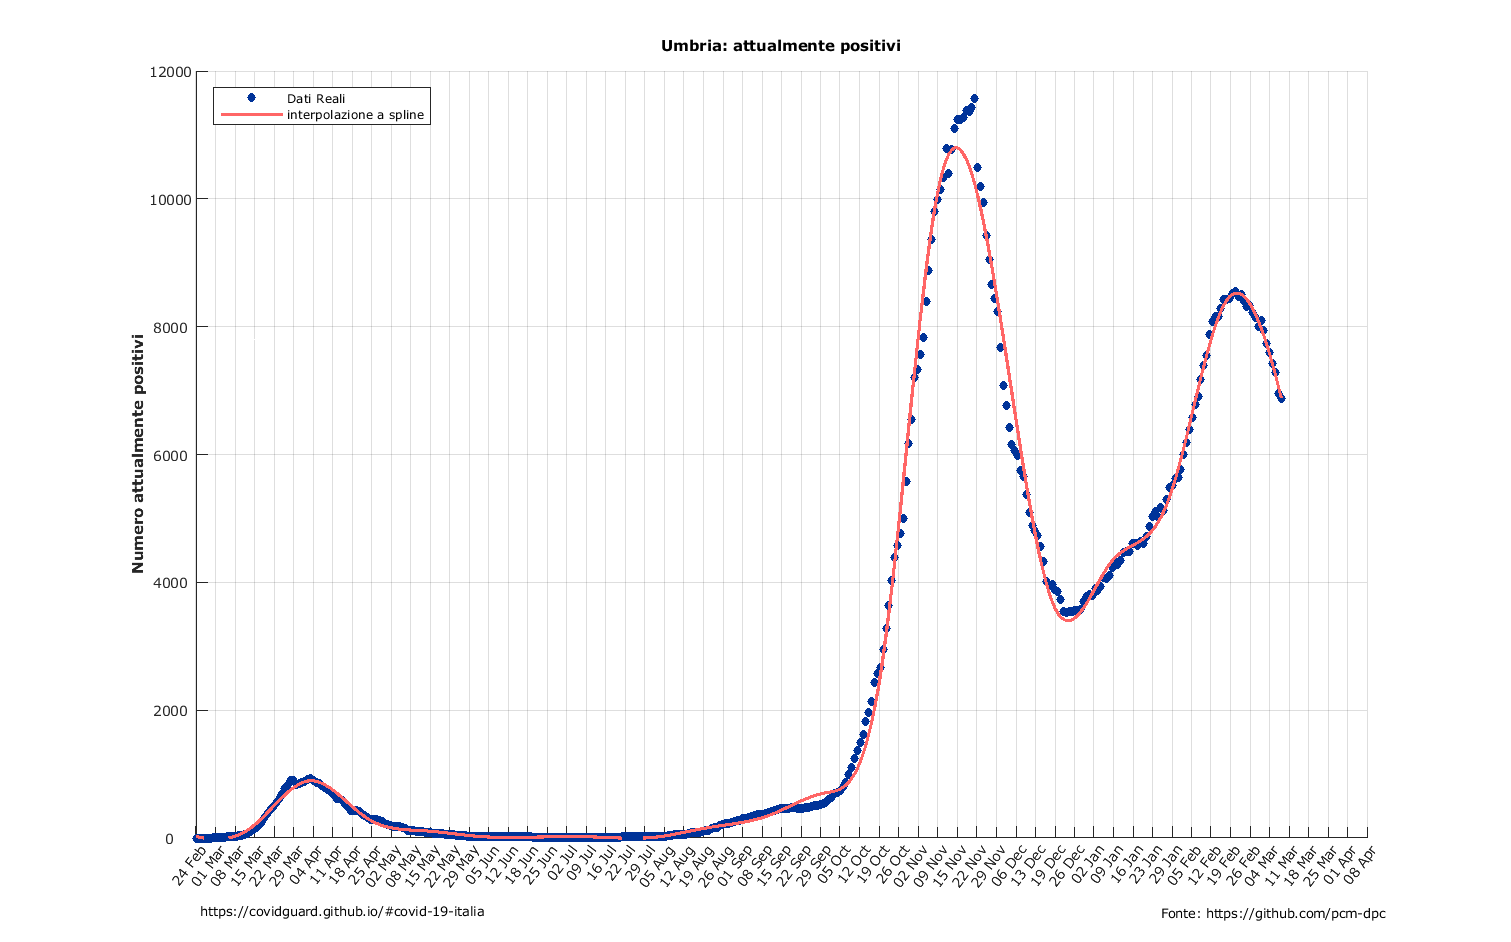 Umbria: attualmente positivi
Dati Reali
interpolazione a spline
Numero attualmente positivi
12000
10000
8000
6000
4000
2000
0
24 Feb
01 Mar
08 Mar
15 Mar
22 Mar
29 Mar
04 Apr
11 Apr
18 Apr
25 Apr
02 May
08 May
15 May
22 May
29 May
05 Jun
12 Jun
18 Jun
25 Jun
02 Jul
09 Jul
16 Jul
22 Jul
29 Jul
05 Aug
12 Aug
19 Aug
26 Aug
01 Sep
08 Sep
15 Sep
22 Sep
29 Sep
05 Oct
12 Oct
19 Oct
26 Oct
02 Nov
09 Nov
15 Nov
22 Nov
29 Nov
06 Dec
13 Dec
19 Dec
26 Dec
02 Jan
09 Jan
16 Jan
23 Jan
29 Jan
05 Feb
12 Feb
19 Feb
26 Feb
04 Mar
11 Mar
18 Mar
25 Mar
01 Apr
08 Apr
https://covidguard.github.io/#covid-19-italia
Fonte: https://github.com/pcm-dpc